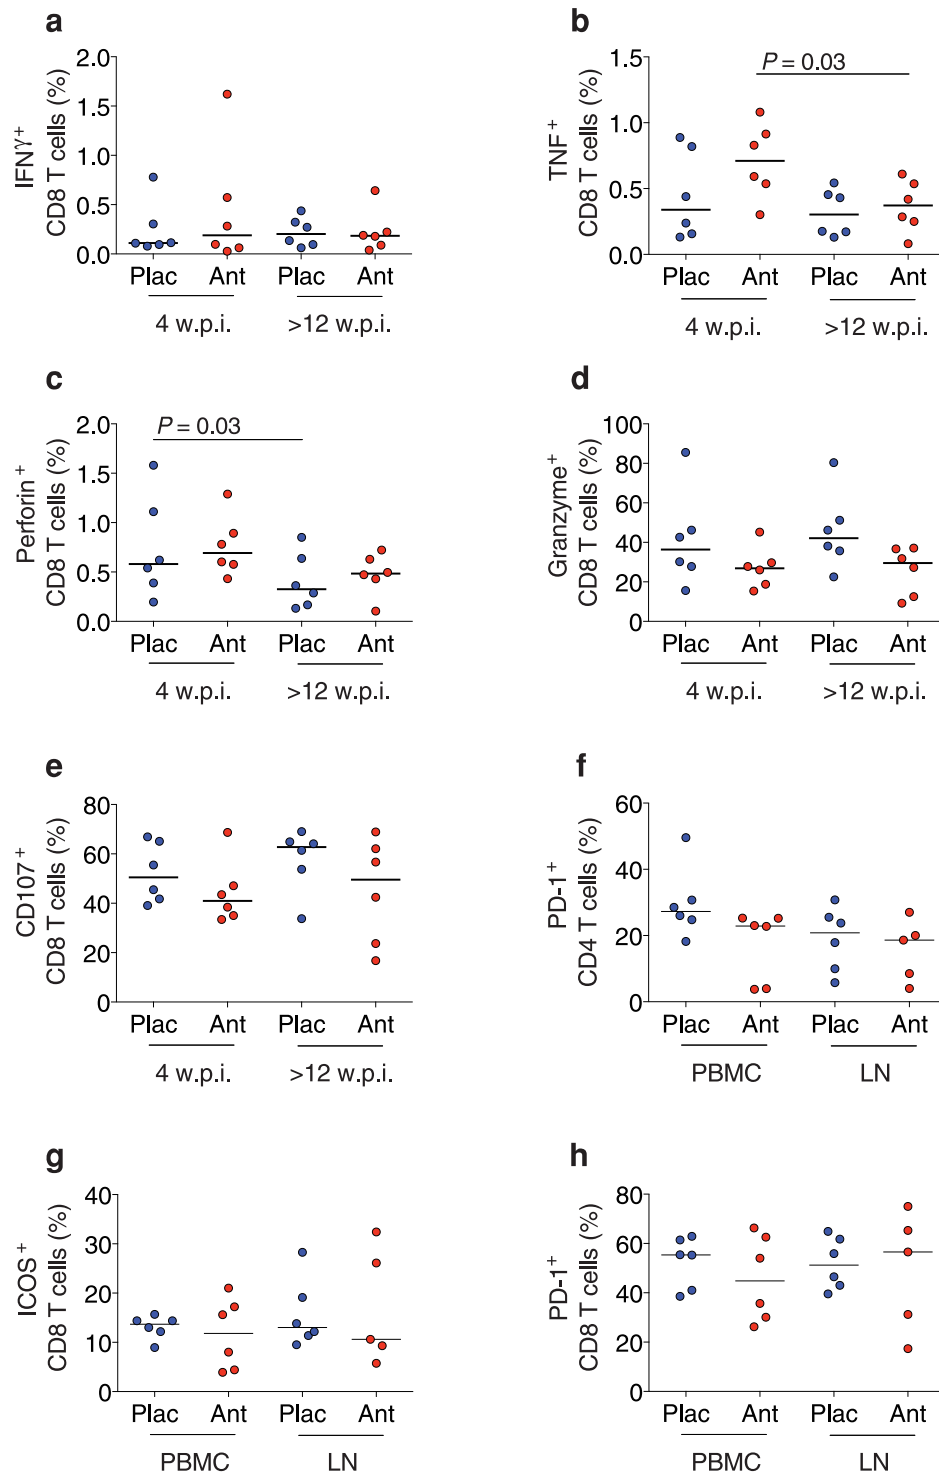 a
IFNγ+
CD8 T cells (%)
2.0
1.5
1.0
0.5
0.0
Plac Ant Plac Ant
4 w.p.i. >12 w.p.i.
b
TNF+
CD8 T cells (%)
1.5
1.0
0.5
0.0
P = 0.03
Plac Ant Plac Ant
4 w.p.i. >12 w.p.i.
c
Perforin+
CD8 T cells (%)
2.0
1.5
1.0
0.5
0.0
P = 0.03
Plac Ant Plac Ant
4 w.p.i. >12 w.p.i.
d
Granzyme+
CD8 T cells (%)
100
80
60
40
20
0
Plac Ant Plac Ant
4 w.p.i. >12 w.p.i.
e
CD107+
CD8 T cells (%)
80
60
40
20
0
Plac Ant Plac Ant
4 w.p.i. >12 w.p.i.
f
PD-1+
CD4 T cells (%)
60
40
20
0
Plac Ant Plac Ant
PBMC LN
g
ICOS+
CD8 T cells (%)
40
30
20
10
0
Plac Ant Plac Ant
PBMC LN
h
PD-1+
CD8 T cells (%)
80
60
40
20
0
Plac Ant Plac Ant
PBMC LN